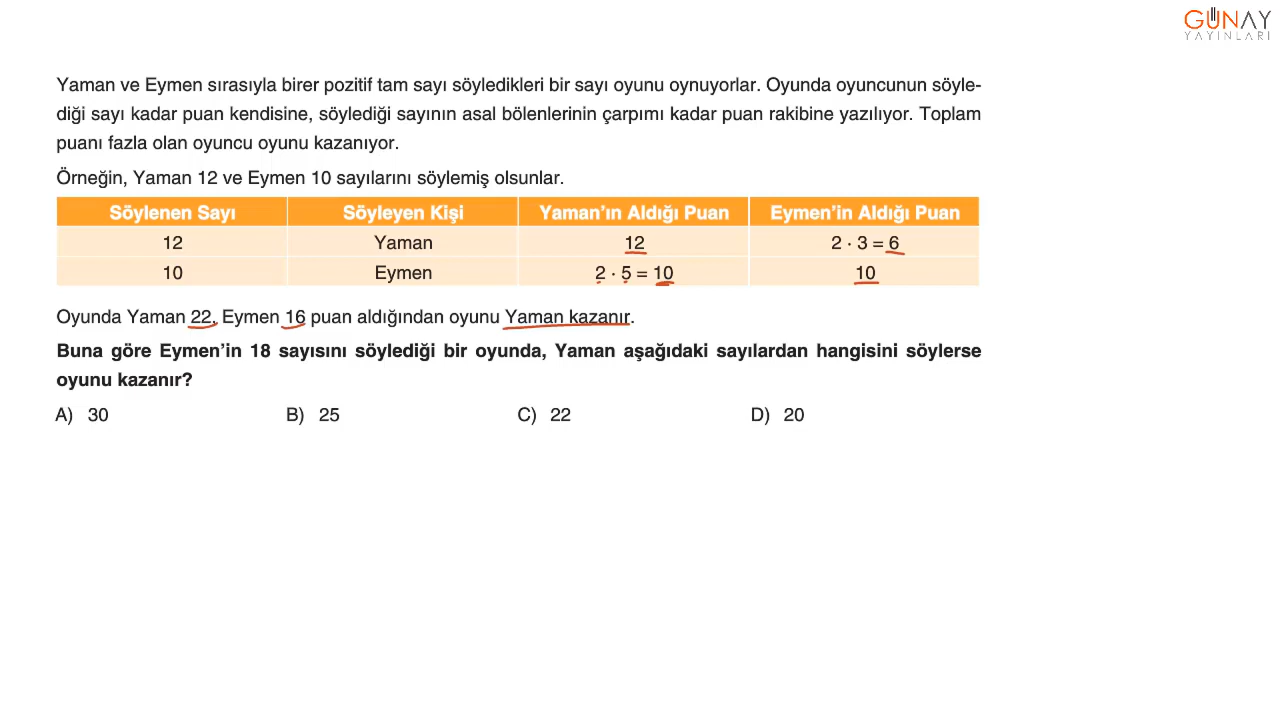 GÜNAY
YAYINLARI
Yaman ve Eymen sırasıyla birer pozitif tam sayı söyledikleri bir sayı oyunu oynuyorlar. Oyunda oyuncunun söyle-
diği sayı kadar puan kendisine, söylediği sayının asal bölenlerinin çarpımı kadar puan rakibine yazılıyor. Toplam
puanı fazla olan oyuncu oyunu kazanıyor.
Örneğin, Yaman 12 ve Eymen 10 sayılarını söylemiş olsunlar.
Söylenen Sayı Söyleyen Kişi Yaman’ın Aldığı Puan Eymen’in Aldığı Puan
12 Yaman 12 2 · 3 = 6
10 Eymen 2 · 5 = 10 10
Oyunda Yaman 22, Eymen 16 puan aldığından oyunu Yaman kazanır.
Buna göre Eymen’in 18 sayısını söylediği bir oyunda, Yaman aşağıdaki sayılardan hangisini söylerse
oyunu kazanır?
A) 30 B) 25 C) 22 D) 20